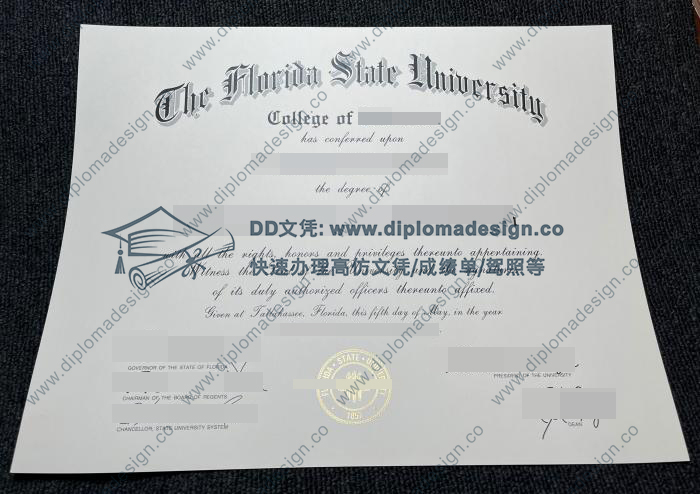 The Florida State University
College of
has conferred upon
the degree of
DD文凭: www.diplomadesign.co
with all the rights, honors and privileges thereunto appertaining.
快速办理高仿文凭/成绩单/签照等
of its duly authorized officers thereunto affixed.
Given at Tallahassee, Florida, this fifth day of May, in the year
GOVERNOR OF THE STATE OF FLORIDA
PRESIDENT OF THE UNIVERSITY
CHAIRMAN OF THE BOARD OF REGENTS
CHANCELLOR, STATE UNIVERSITY SYSTEM
DEAN
STATE
1857
www.diplomadesign.co